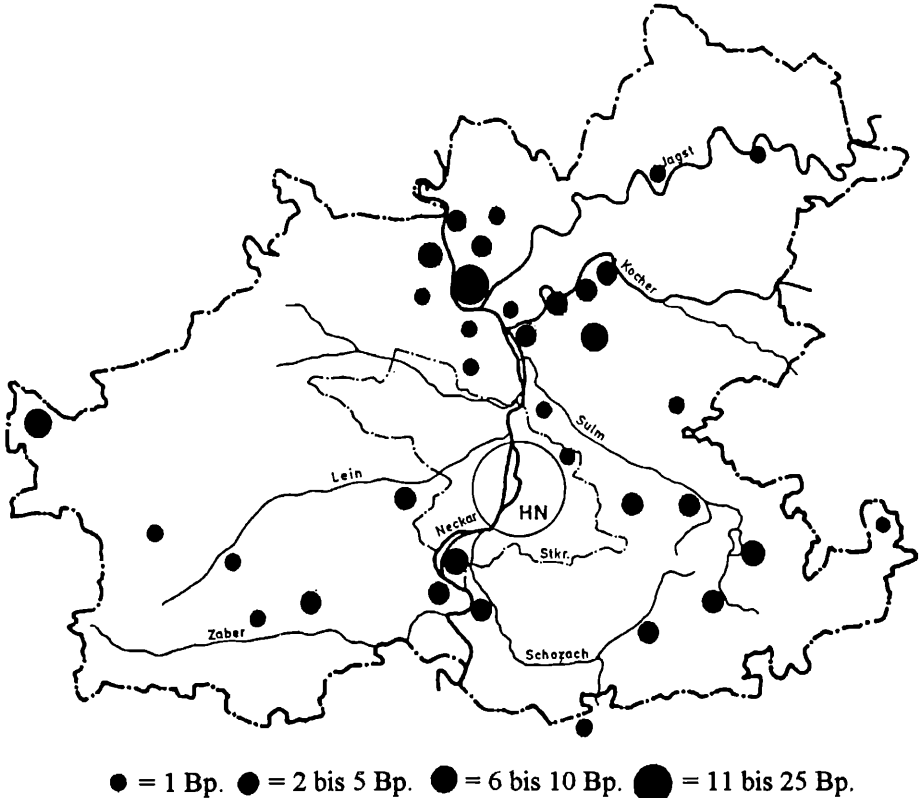 Jagst
Kocher
Sulm
Lein
Neckar
HN
Stkr.
Zaber
Schozach
= 1 Bp. = 2 bis 5 Bp. = 6 bis 10 Bp. = 11 bis 25 Bp.